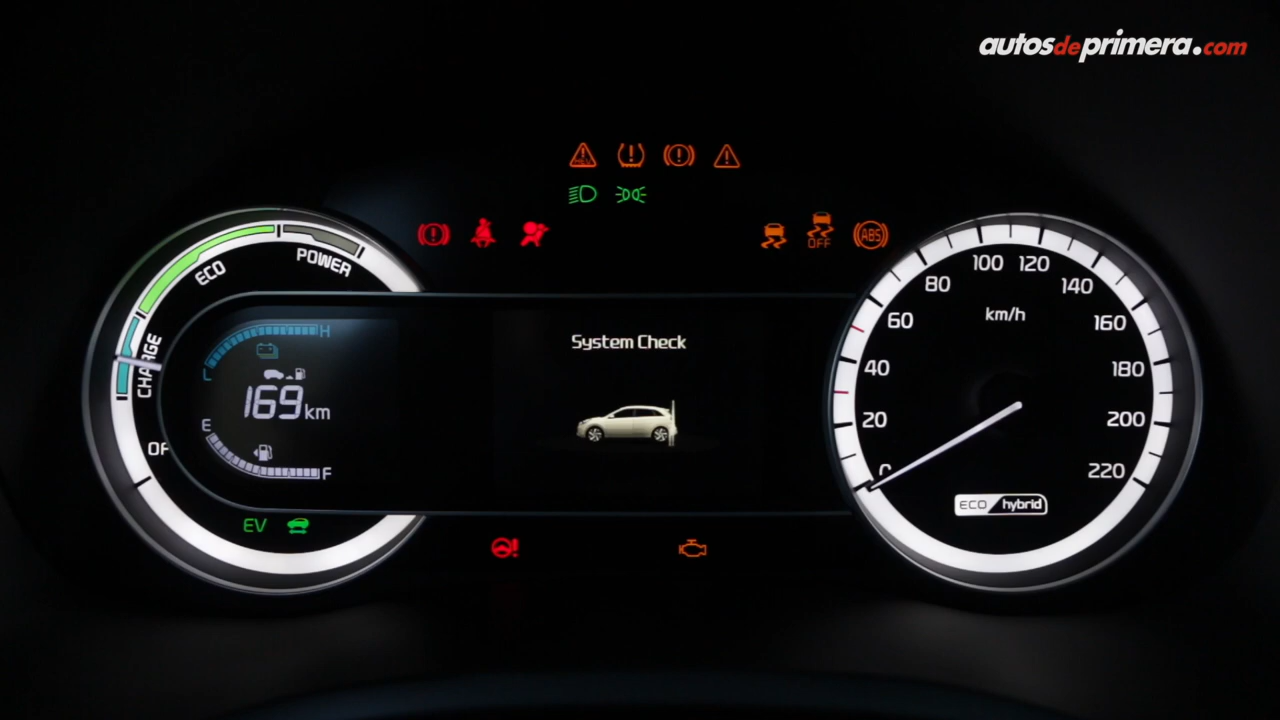 autosdeprimera.com
ECO
POWER
CHARGE
OF
H
L
169 km
E
F
EV
OFF
ABS
System Check
0
20
40
60
80
100
120
140
160
180
200
220
km/h
ECO hybrid